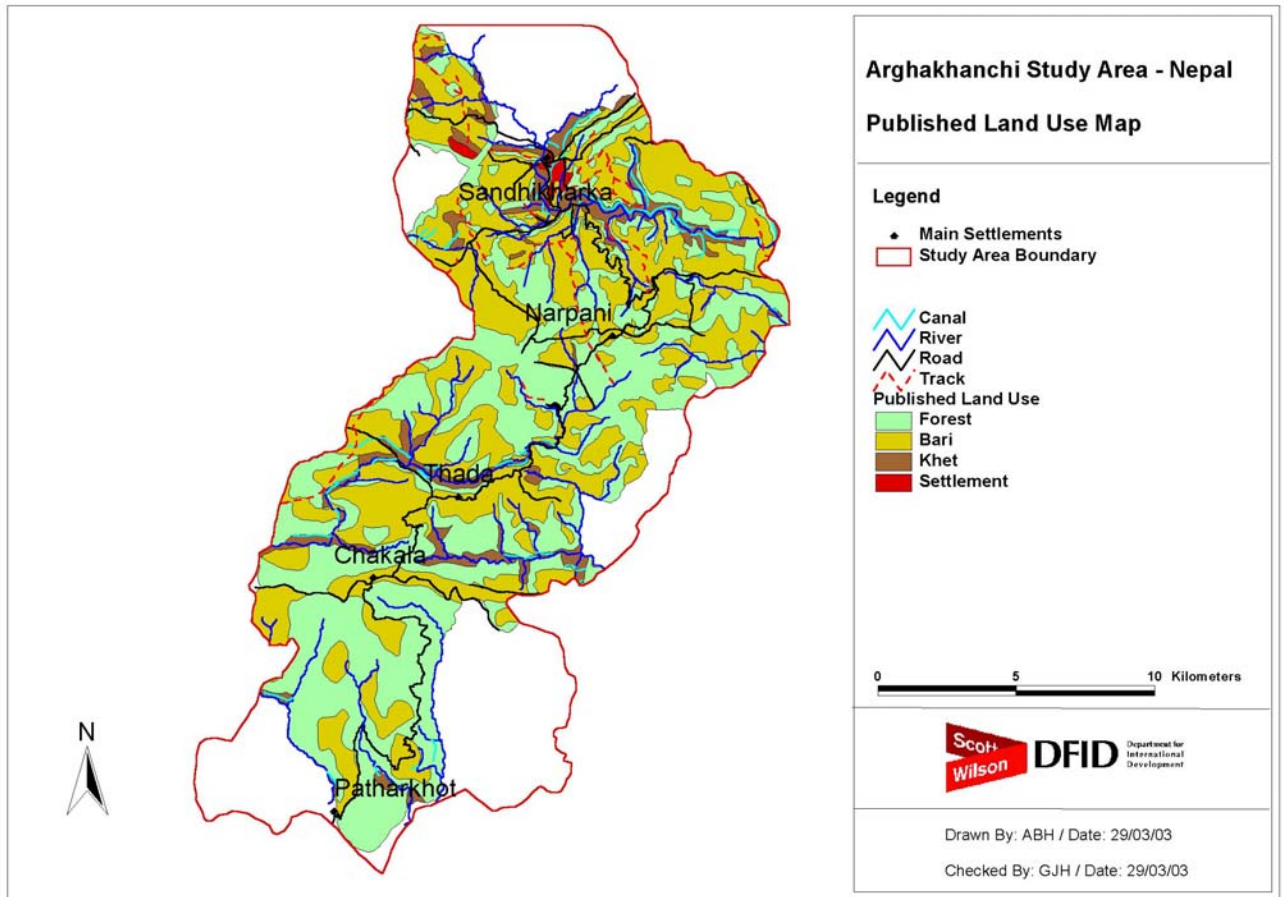 Arghakhanchi Study Area - Nepal
Published Land Use Map
Legend
Main Settlements
Study Area Boundary
Canal
River
Road
Track
Published Land Use
Forest
Bari
Khet
Settlement
0 5 10 Kilometers
Scott
Wilson
DFID
Department for
International
Development
Drawn By: ABH / Date: 29/03/03
Checked By: GJH / Date: 29/03/03
Sandhikharka
Narpani
Thada
Chakala
Patharkhot
N